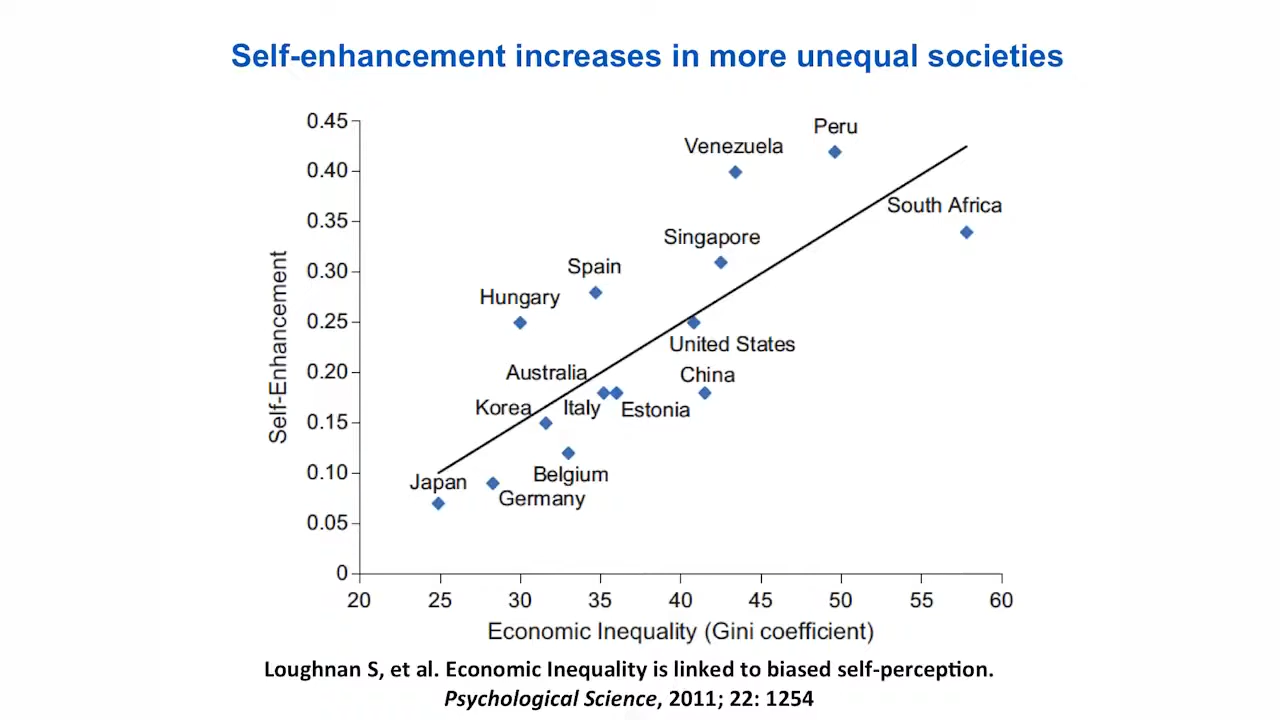 Self-enhancement increases in more unequal societies
0.45
0.40
0.35
0.30
0.25
0.20
0.15
0.10
0.05
0
Self-Enhancement
Peru
Venezuela
South Africa
Singapore
Spain
Hungary
United States
Australia
China
Korea
Italy
Estonia
Belgium
Japan
Germany
20 25 30 35 40 45 50 55 60
Economic Inequality (Gini coefficient)
Loughnan S, et al. Economic Inequality is linked to biased self-perception.
Psychological Science, 2011; 22: 1254